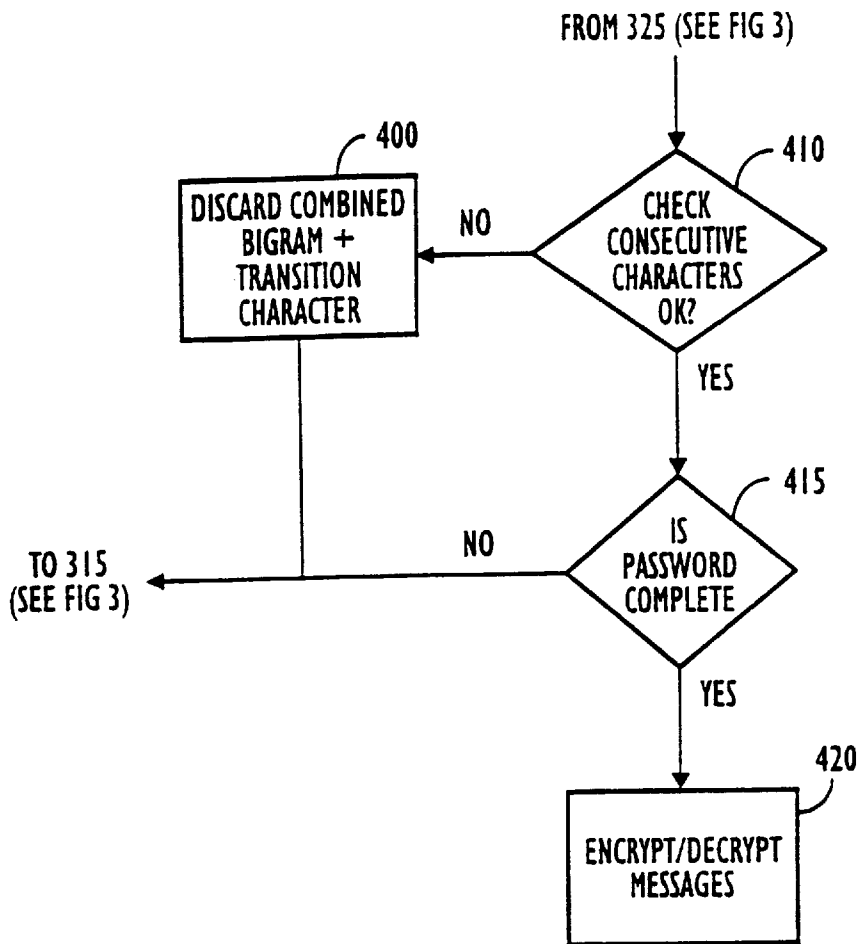 FROM 325 (SEE FIG 3)
400
410
DISCARD COMBINED
BIGRAM +
TRANSITION
CHARACTER
NO
CHECK
CONSECUTIVE
CHARACTERS
OK?
YES
415
TO 315
(SEE FIG 3)
NO
IS
PASSWORD
COMPLETE
YES
420
ENCRYPT/DECRYPT
MESSAGES